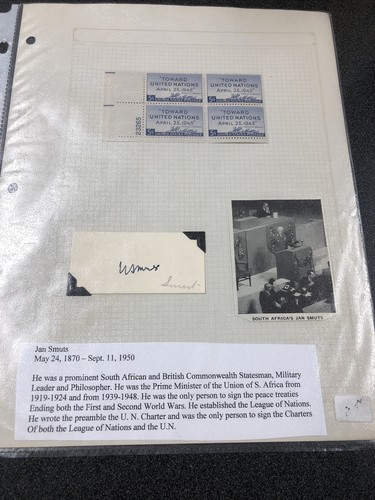 "TOWARD
UNITED NATIONS
APRIL 25, 1945"
5¢
"TOWARD
UNITED NATIONS
APRIL 25, 1945"
5¢
"TOWARD
UNITED NATIONS
APRIL 25, 1945"
5¢
"TOWARD
UNITED NATIONS
APRIL 25, 1945"
5¢
23265
Smuts
SOUTH AFRICA'S JAN SMUTS
Jan Smuts
May 24, 1870 – Sept. 11, 1950
He was a prominent South African and British Commonwealth Statesman, Military
Leader and Philosopher. He was the Prime Minister of the Union of S. Africa from
1919-1924 and from 1939-1948. He was the only person to sign the peace treaties
Ending both the First and Second World Wars. He established the League of Nations.
He wrote the preamble the U. N. Charter and was the only person to sign the Charters
Of both the League of Nations and the U.N.